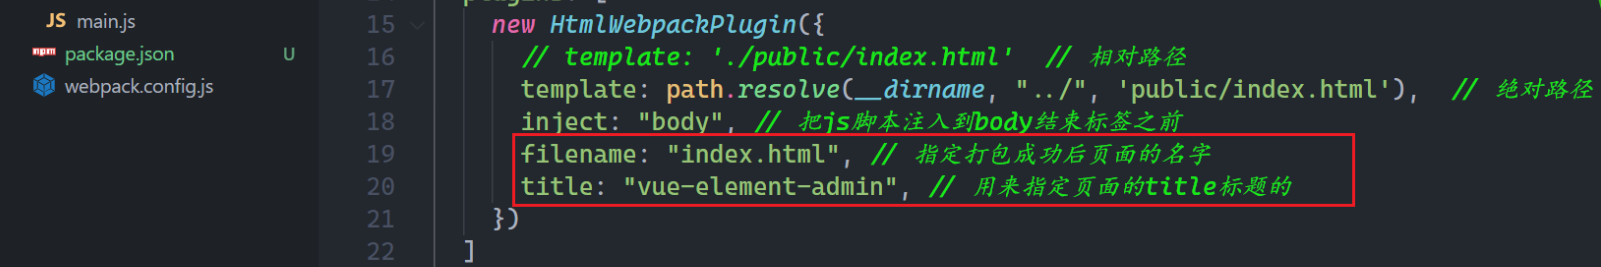 main.js
package.json U
webpack.config.js
15 new HtmlWebpackPlugin({
16 // template: './public/index.html' // 相对路径
17 template: path.resolve(__dirname, "../", 'public/index.html'), // 绝对路径
18 inject: "body", // 把js脚本注入到body结束标签之前
19 filename: "index.html", // 指定打包成功后页面的名字
20 title: "vue-element-admin", // 用来指定页面的title标题的
21 })
22 ]